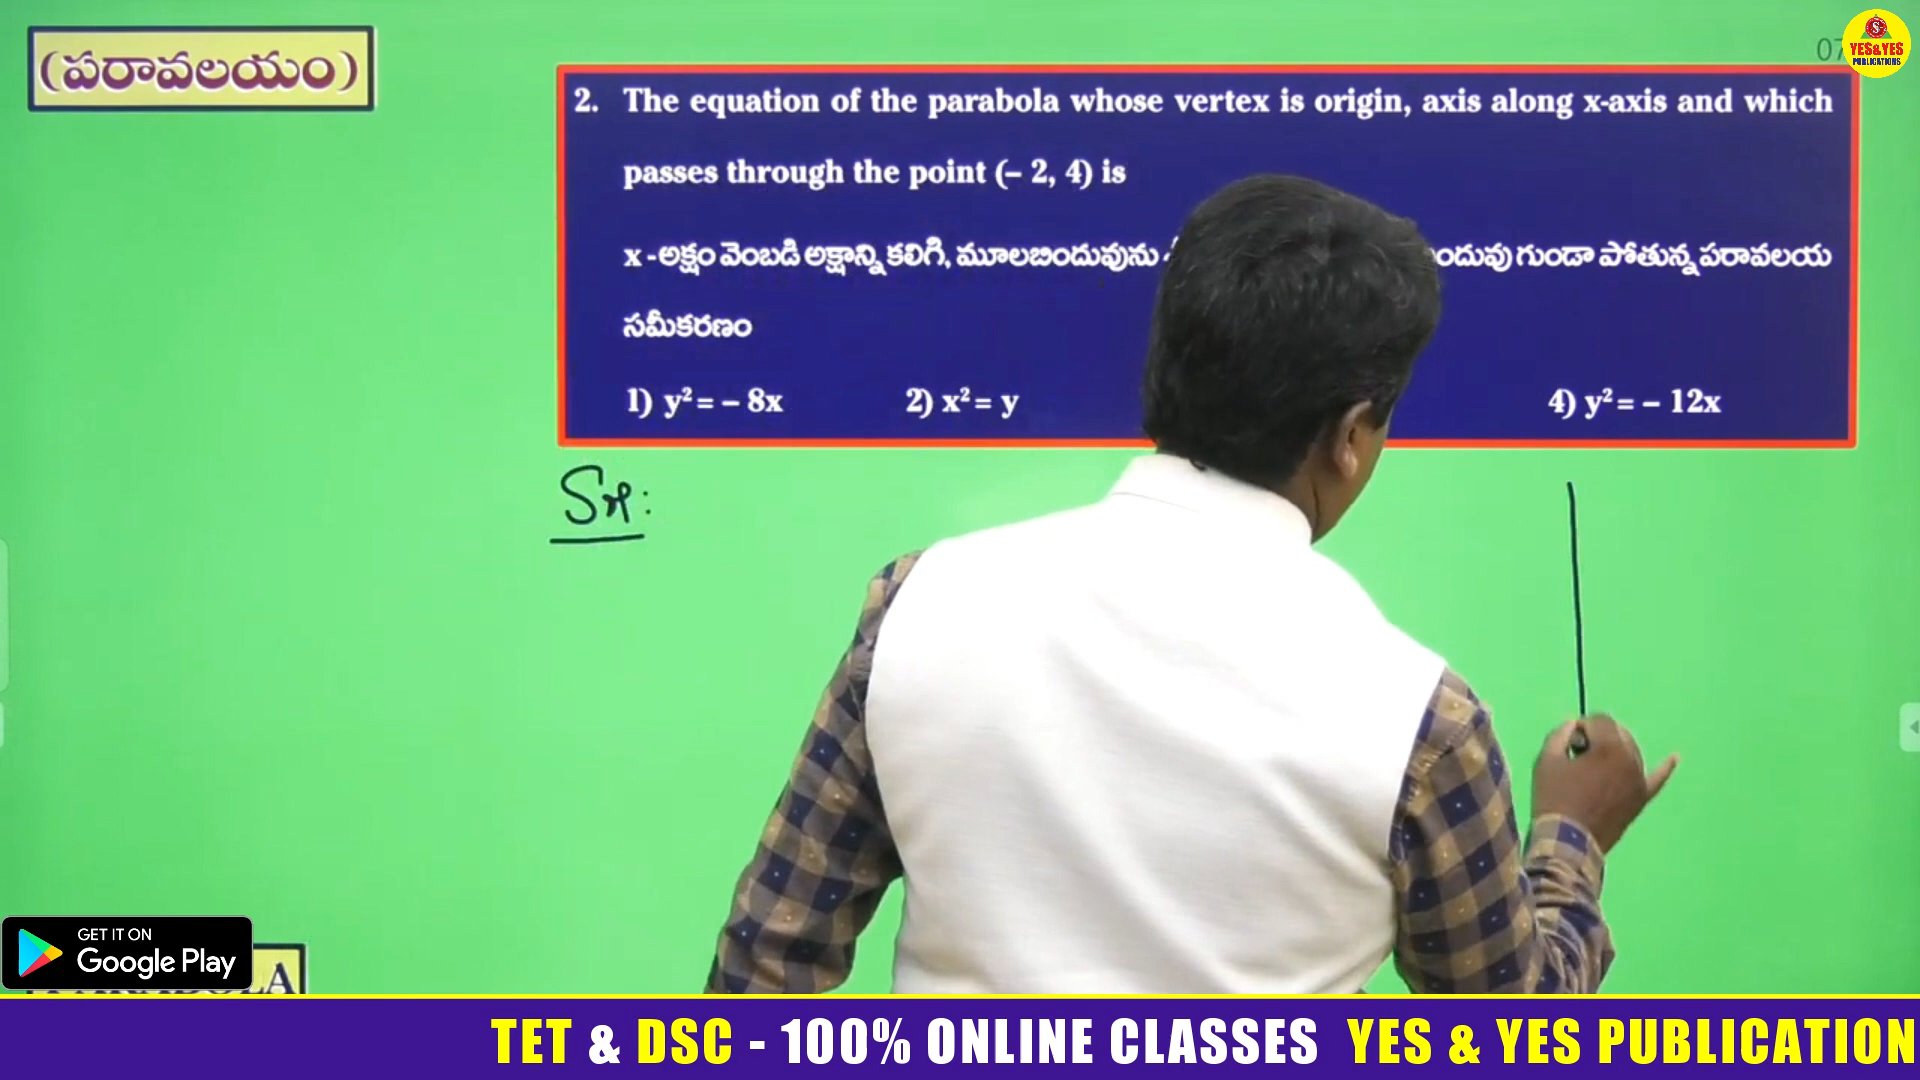 (పరావలయం)
07
YES&YES
PUBLICATIONS
2. The equation of the parabola whose vertex is origin, axis along x-axis and which
passes through the point (– 2, 4) is
x - అక్షం వెంబడి అక్షాన్ని కలిగి, మూలబిందువును గుండా పోతున్న పరావలయ
సమీకరణం
1) y² = – 8x 2) x² = y 4) y² = – 12x
Sol:
GET IT ON
Google Play
TET & DSC - 100% ONLINE CLASSES YES & YES PUBLICATION